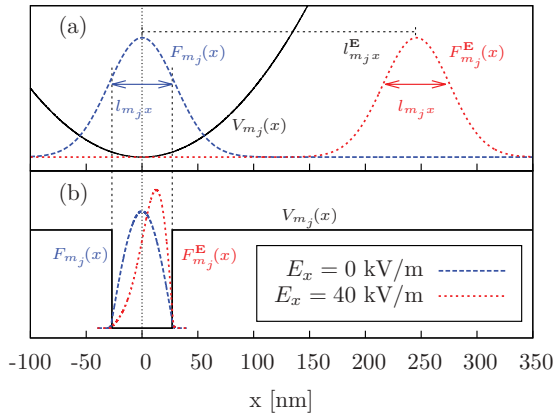 (a)
F_{m_j}(x)
l^{E}_{m_j x}
F^{E}_{m_j}(x)
l_{m_j x}
l_{m_j x}
V_{m_j}(x)
(b)
V_{m_j}(x)
F_{m_j}(x)
F^{E}_{m_j}(x)
E_x = 0 kV/m
E_x = 40 kV/m
-100 -50 0 50 100 150 200 250 300 350
x [nm]